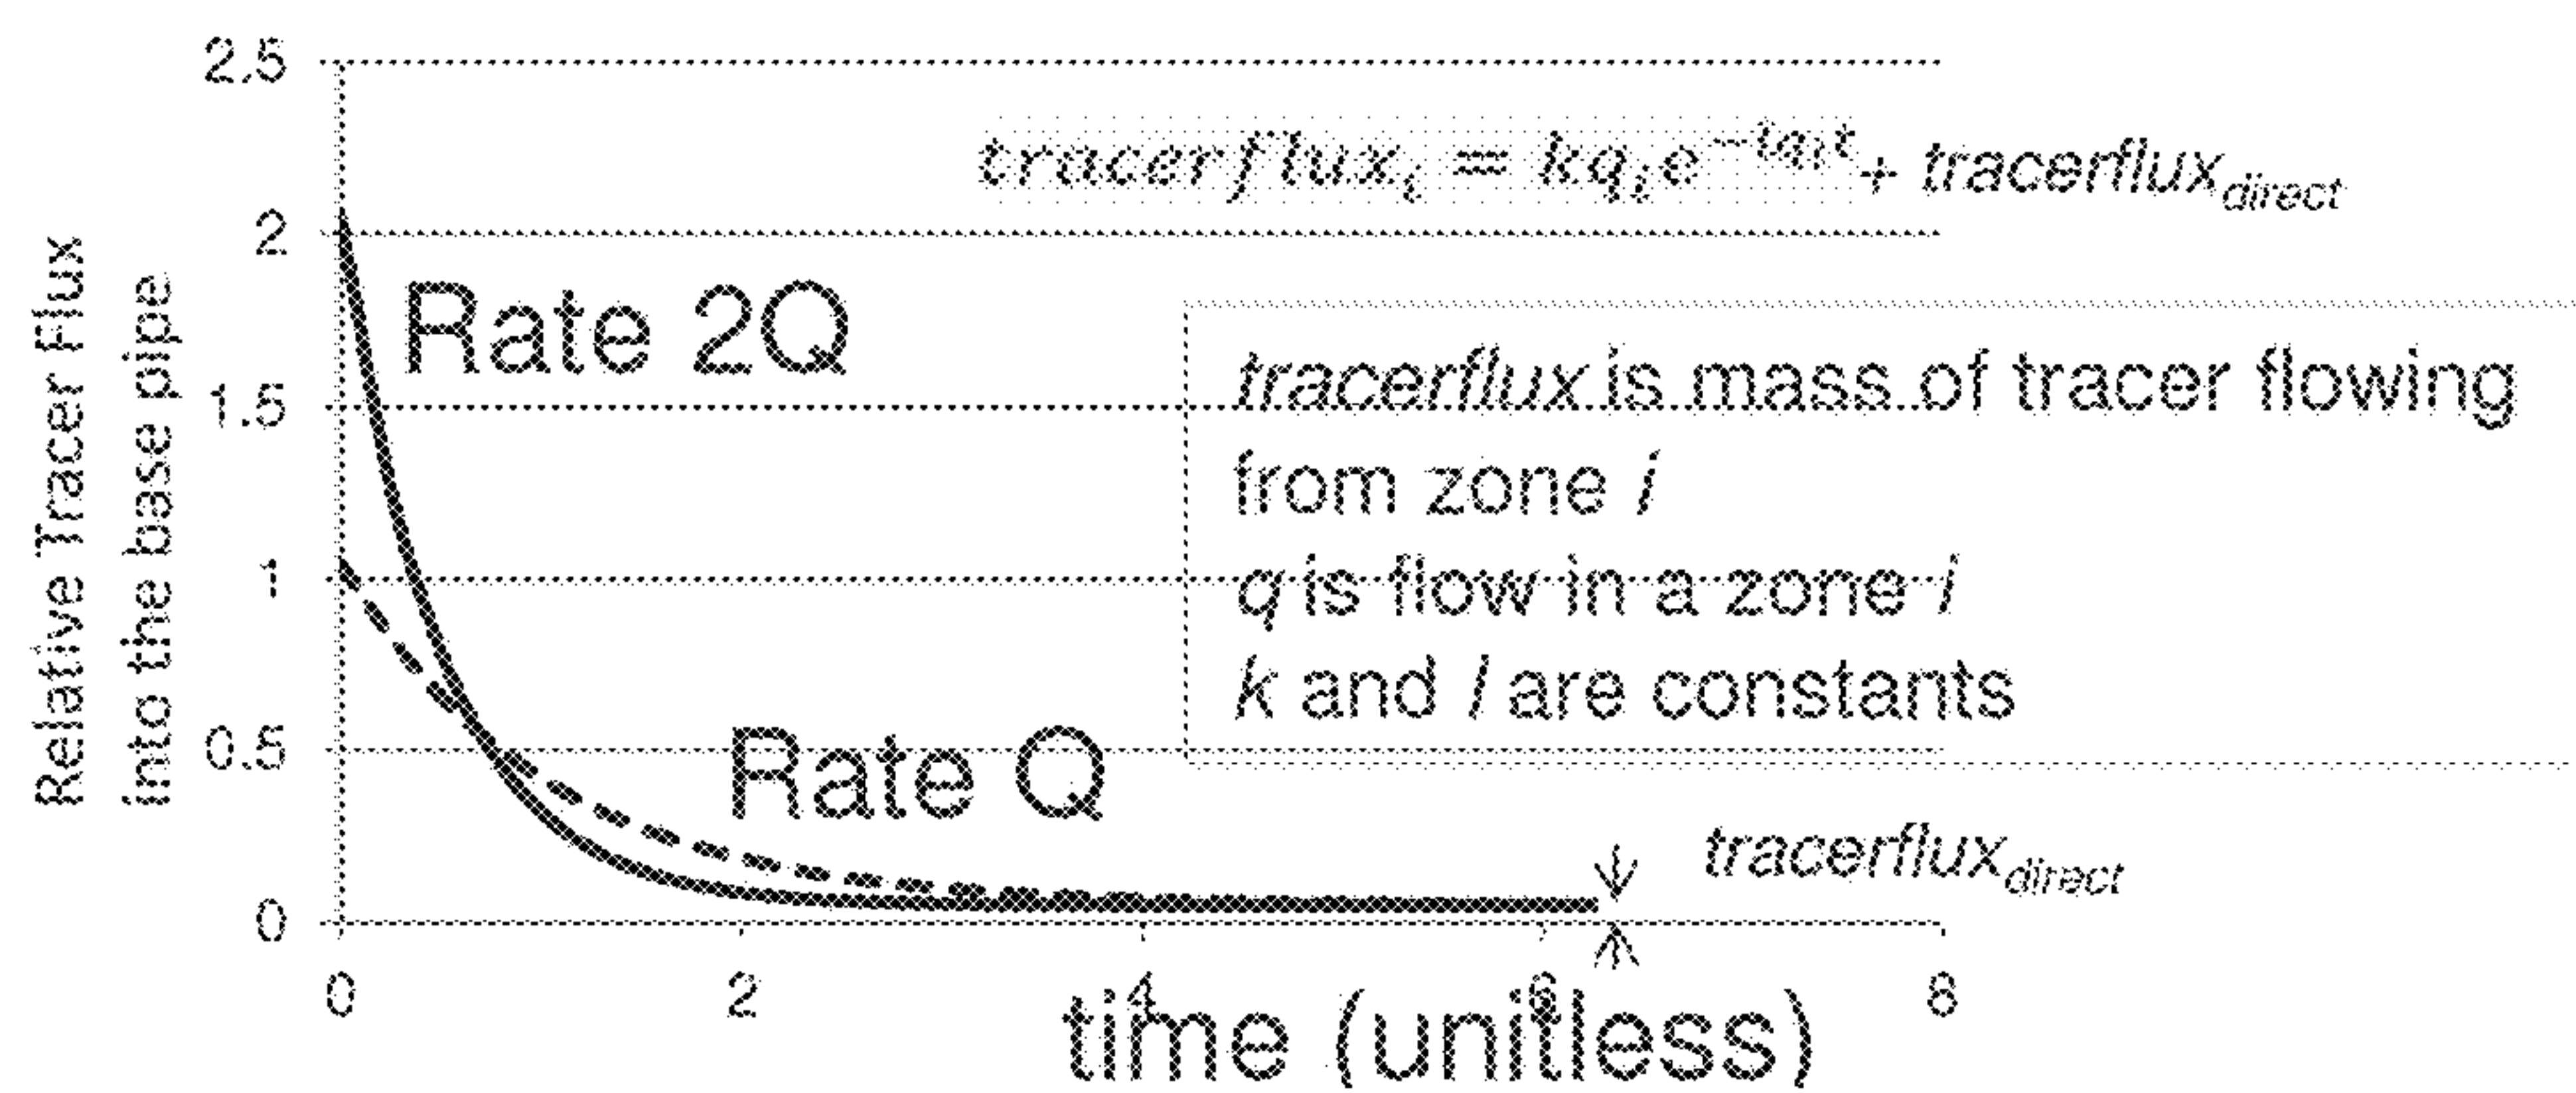 Relative Tracer Flux
into the base pipe
2.5
2
1.5
1
0.5
0
tracerflux_i = kq_i e^{-lq_i t} + tracerflux_direct
Rate 2Q
tracerflux is mass of tracer flowing
from zone i
q is flow in a zone i
k and l are constants
Rate Q
tracerflux_direct
0
2
4
6
8
time (unitless)